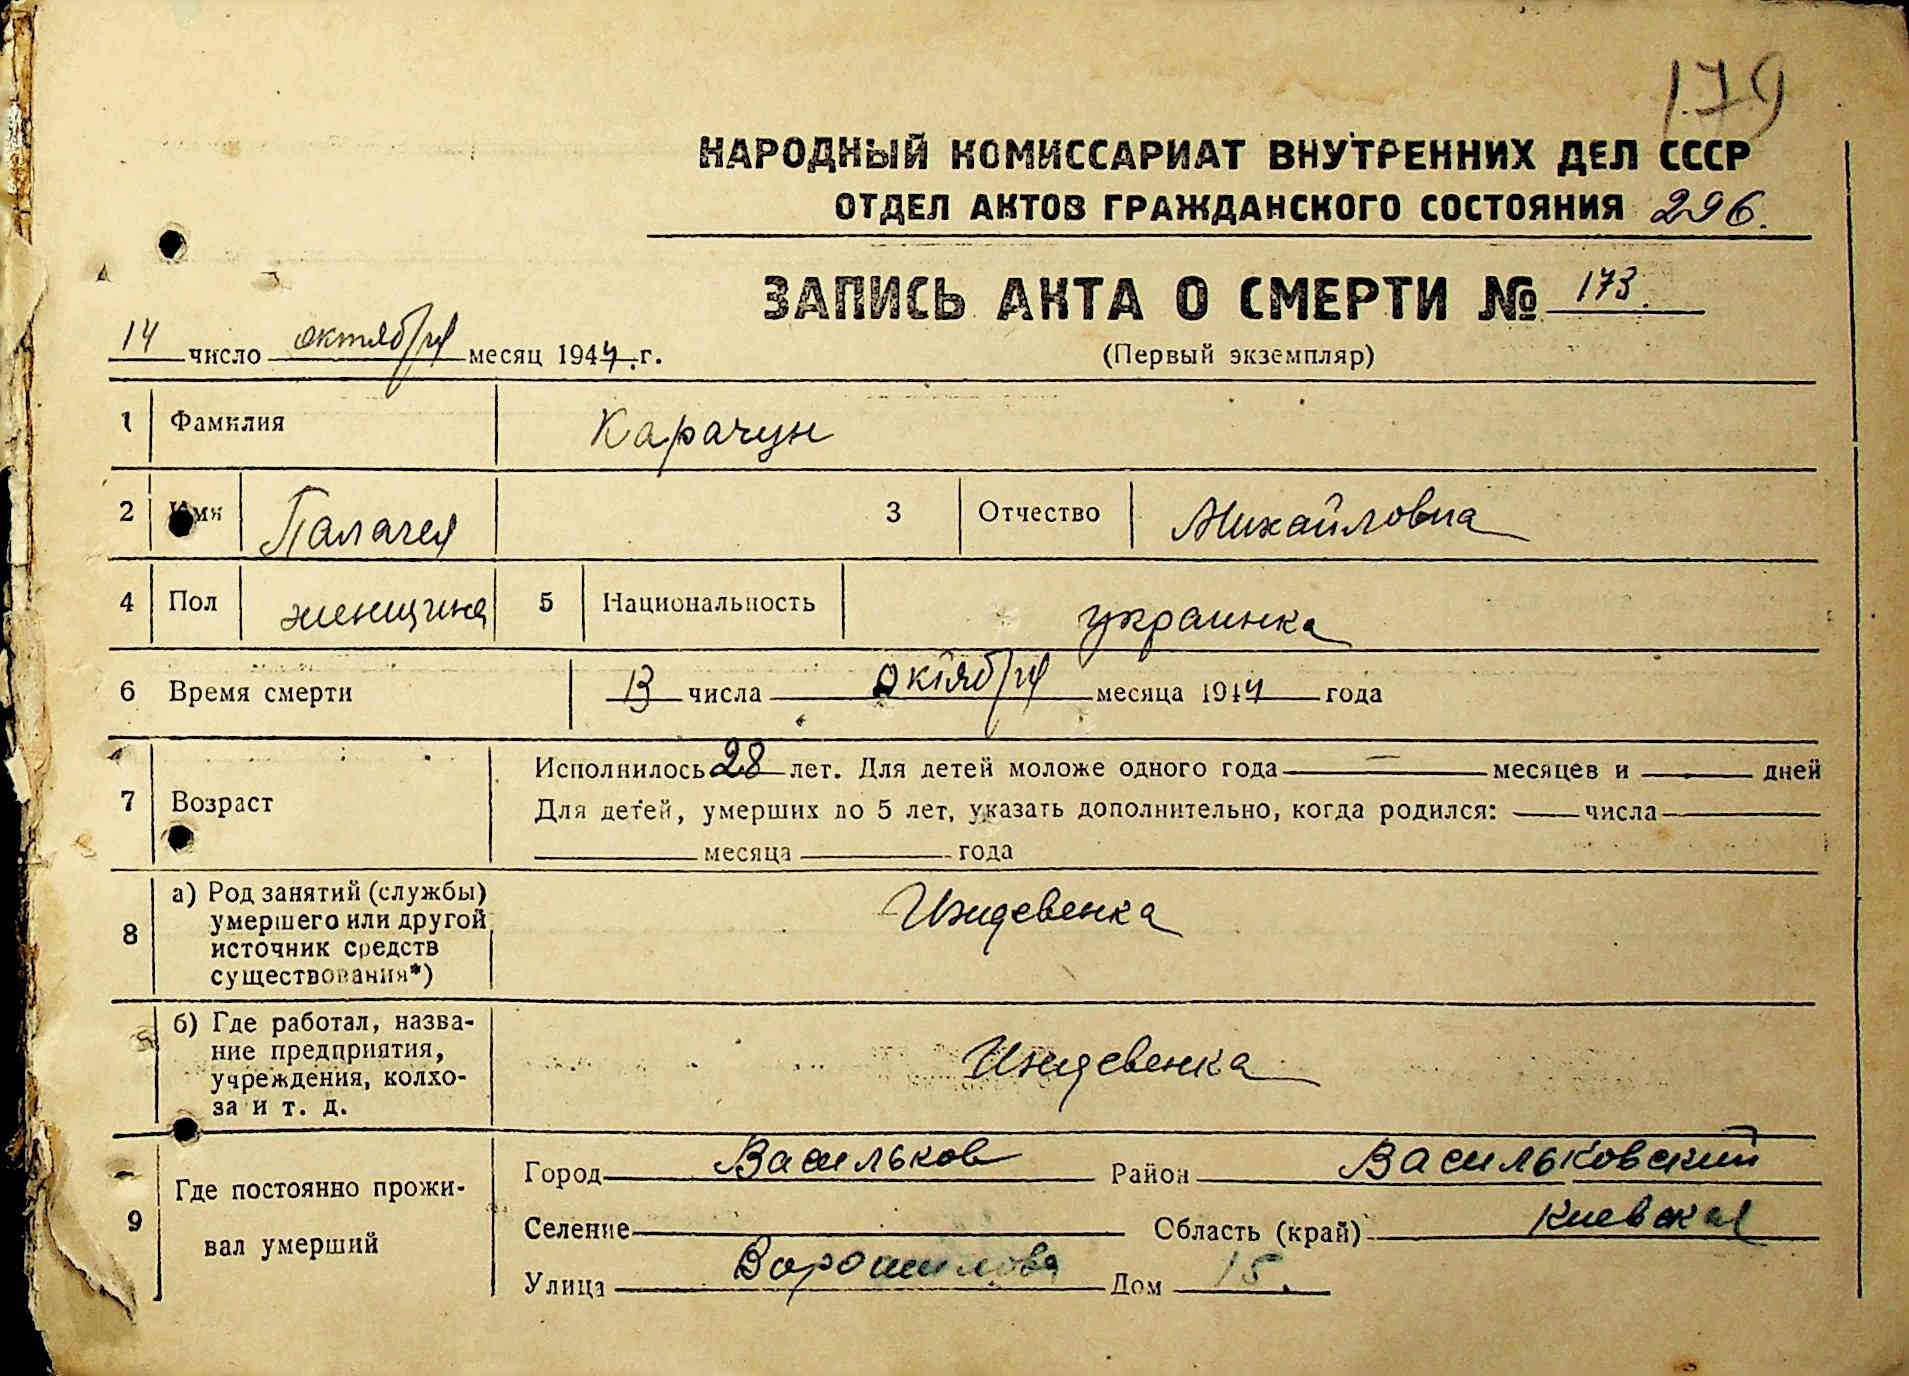 179
НАРОДНЫЙ КОМИССАРИАТ ВНУТРЕННИХ ДЕЛ СССР
ОТДЕЛ АКТОВ ГРАЖДАНСКОГО СОСТОЯНИЯ 296.
ЗАПИСЬ АКТА О СМЕРТИ № 173.
14 число октября месяц 1944 г.
(Первый экземпляр)
1 Фамилия Карачун
2 Имя Палагея 3 Отчество Михайловна
4 Пол женщина 5 Национальность украинка
6 Время смерти 13 числа октября месяца 1944 года
7 Возраст
Исполнилось 28 лет. Для детей моложе одного года — месяцев и — дней
Для детей, умерших до 5 лет, указать дополнительно, когда родился: числа
месяца года
8 а) Род занятий (службы)
умершего или другой
источник средств
существования*)
Иждевенка
б) Где работал, назва-
ние предприятия,
учреждения, колхо-
за и т. д.
Иждевенка
9 Где постоянно прожи-
вал умерший
Город Васильков Район Васильковский
Селение Область (край) Киевская
Улица Ворошилова Дом 15.